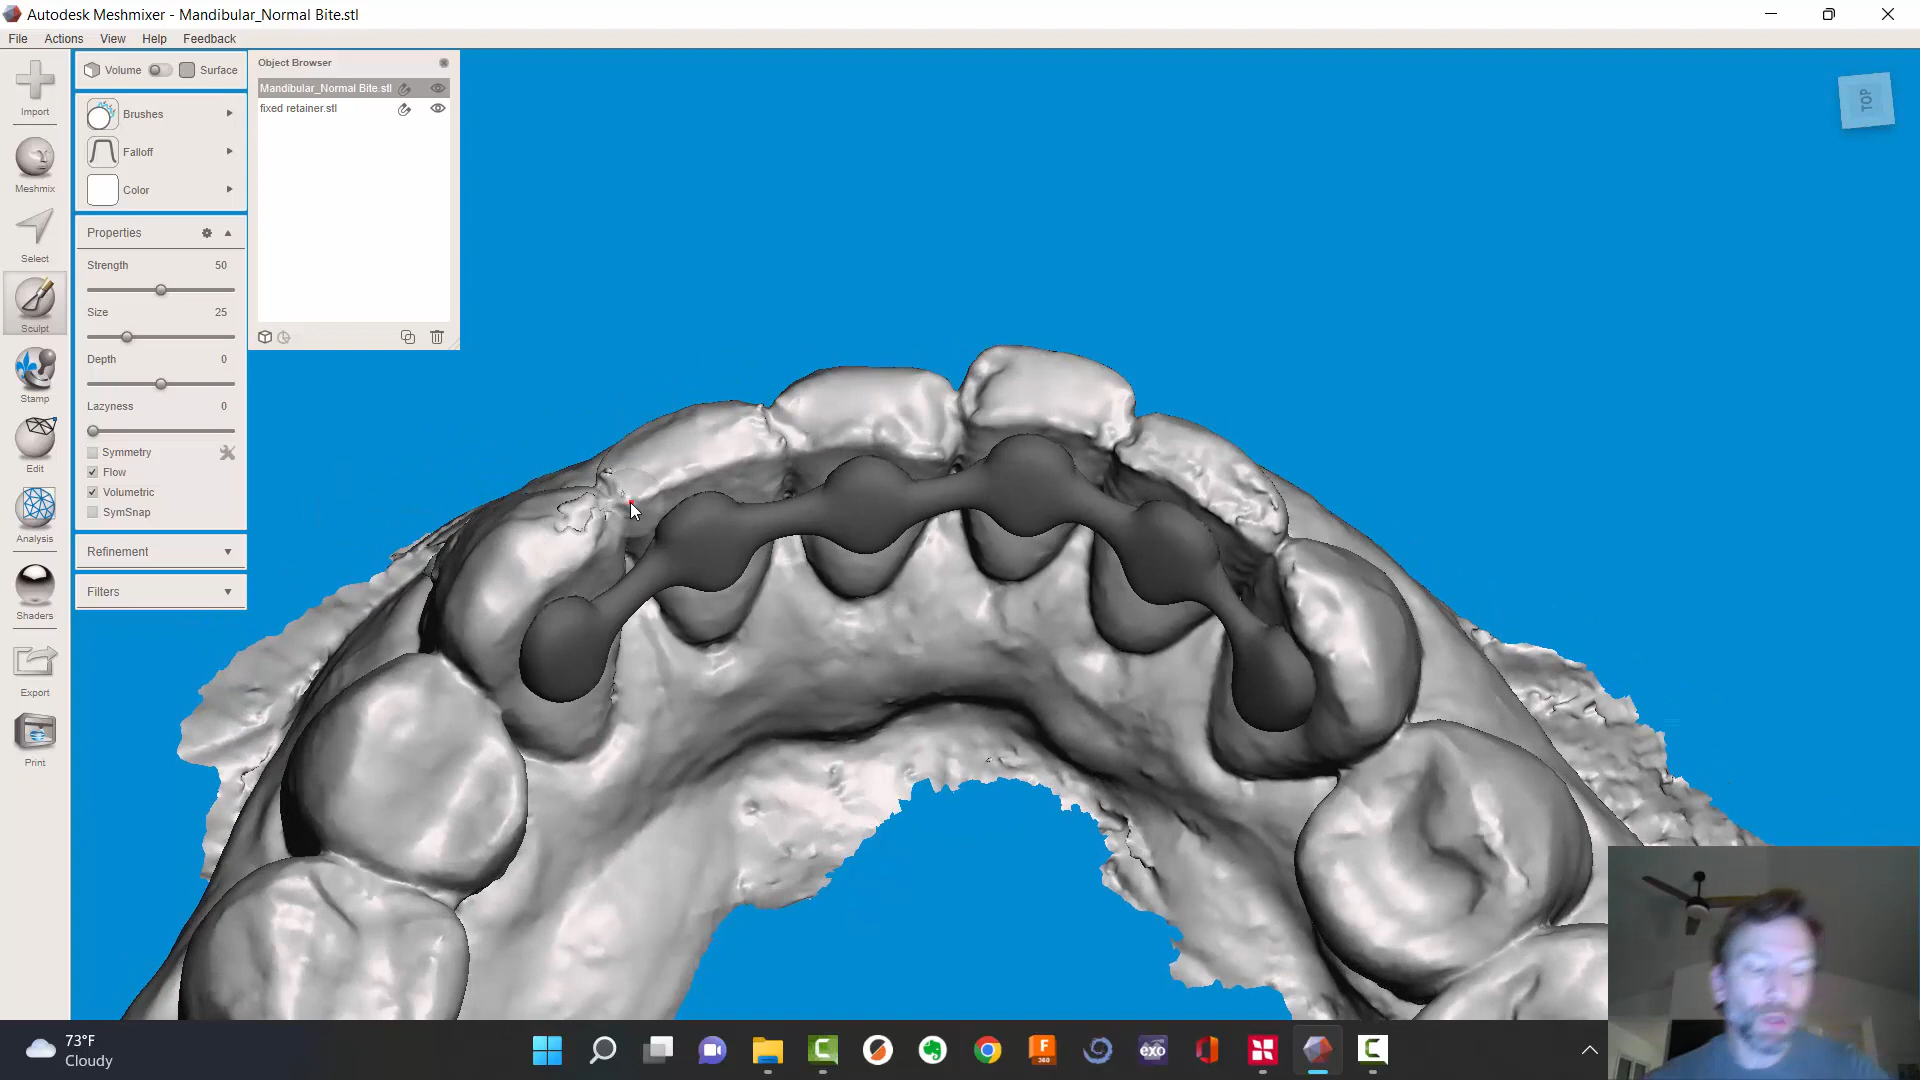 Autodesk Meshmixer - Mandibular_Normal Bite.stl
File Actions View Help Feedback
Import
Meshmix
Select
Sculpt
Stamp
Edit
Analysis
Shaders
Export
Print
Volume Surface
Brushes
Falloff
Color
Properties
Strength 50
Size 25
Depth 0
Lazyness 0
Symmetry
Flow
Volumetric
SymSnap
Refinement
Filters
Object Browser
Mandibular_Normal Bite.stl
fixed retainer.stl
TOP
73°F
Cloudy
F
360
exo